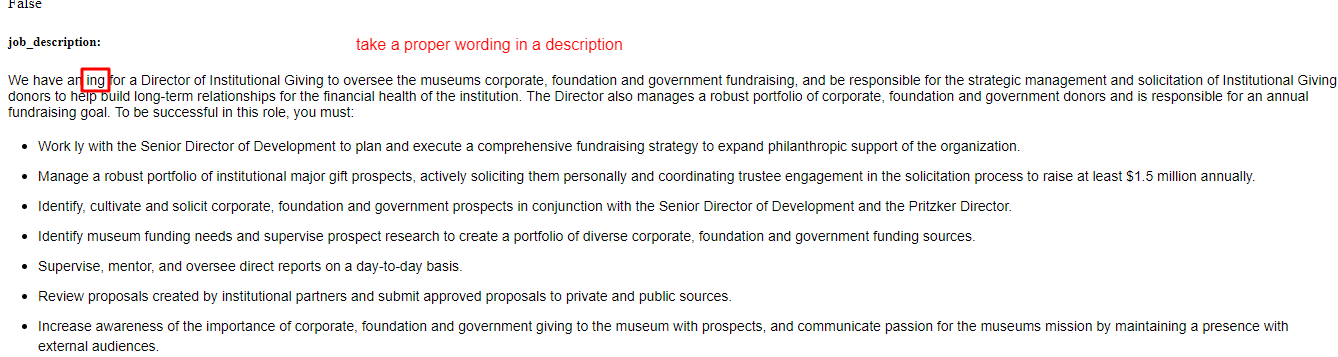 False
job_description:
take a proper wording in a description
We have an ing for a Director of Institutional Giving to oversee the museums corporate, foundation and government fundraising, and be responsible for the strategic management and solicitation of Institutional Giving
donors to help build long-term relationships for the financial health of the institution. The Director also manages a robust portfolio of corporate, foundation and government donors and is responsible for an annual
fundraising goal. To be successful in this role, you must:
• Work ly with the Senior Director of Development to plan and execute a comprehensive fundraising strategy to expand philanthropic support of the organization.
• Manage a robust portfolio of institutional major gift prospects, actively soliciting them personally and coordinating trustee engagement in the solicitation process to raise at least $1.5 million annually.
• Identify, cultivate and solicit corporate, foundation and government prospects in conjunction with the Senior Director of Development and the Pritzker Director.
• Identify museum funding needs and supervise prospect research to create a portfolio of diverse corporate, foundation and government funding sources.
• Supervise, mentor, and oversee direct reports on a day-to-day basis.
• Review proposals created by institutional partners and submit approved proposals to private and public sources.
• Increase awareness of the importance of corporate, foundation and government giving to the museum with prospects, and communicate passion for the museums mission by maintaining a presence with
external audiences.